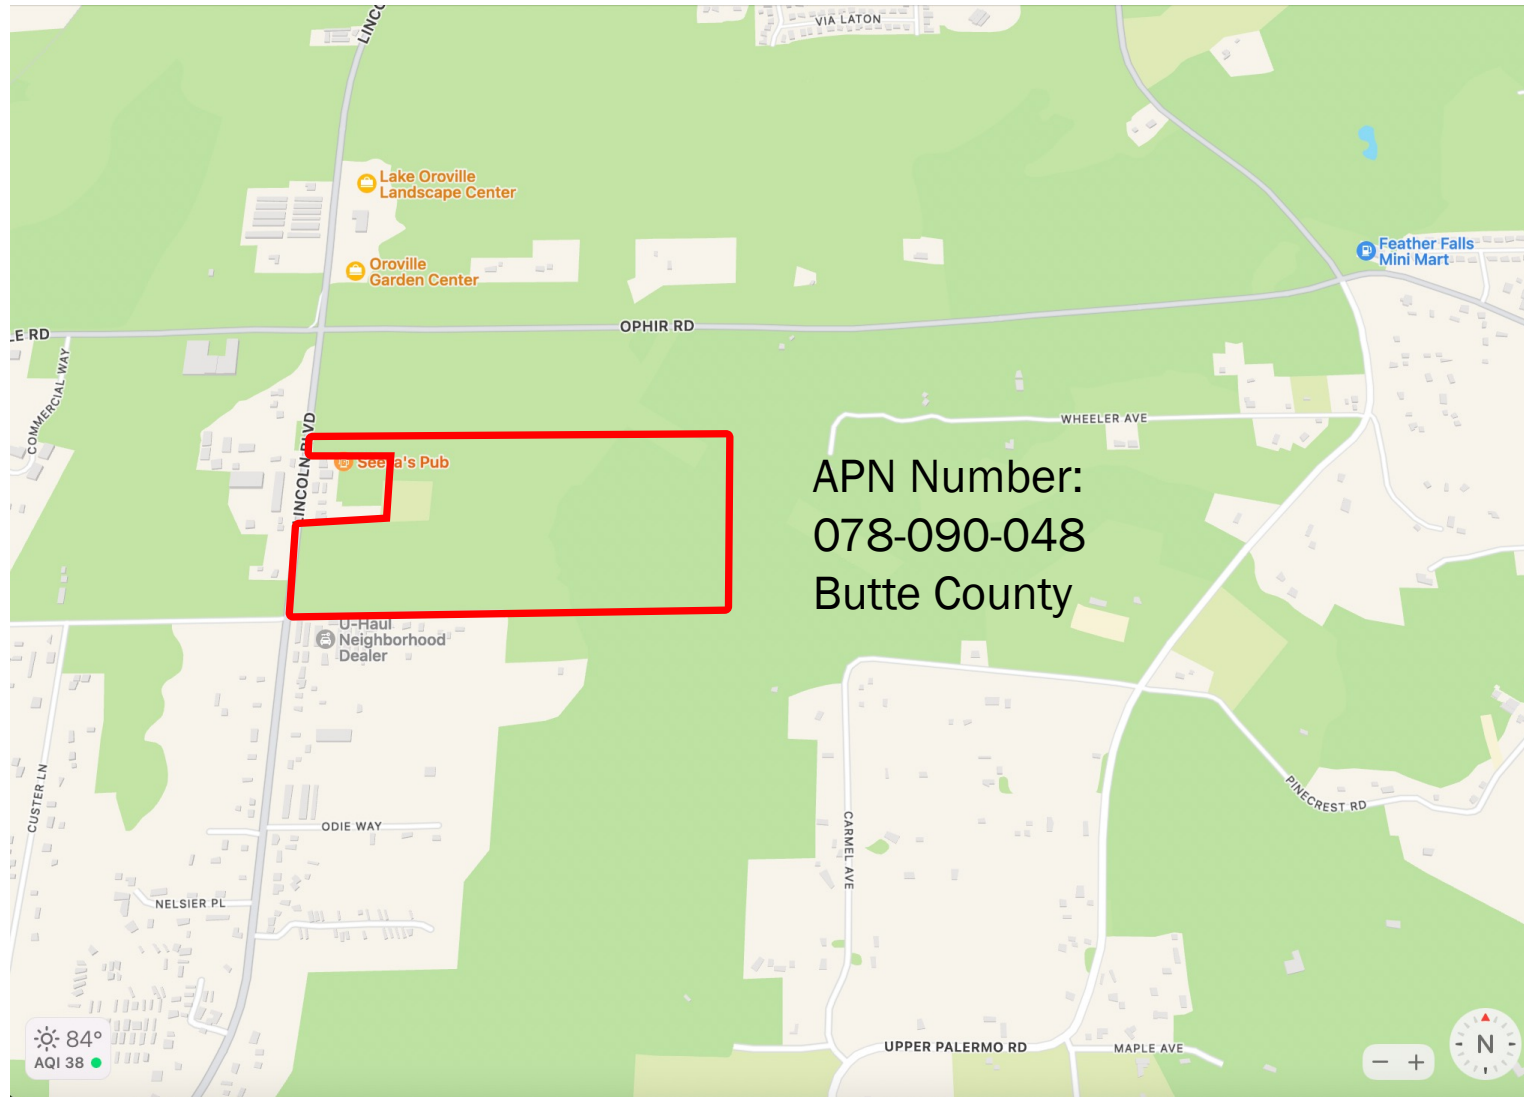 LINCO
VIA LATON
Lake Oroville
Landscape Center
Feather Falls
Mini Mart
Oroville
Garden Center
LE RD
OPHIR RD
COMMERCIAL WAY
LINCOLN BLVD
WHEELER AVE
Pub
APN Number:
078-090-048
Butte County
U-Haul
Neighborhood
Dealer
CUSTER LN
PINECREST RD
ODIE WAY
CARMEL AVE
NELSIER PL
84°
AQI 38
UPPER PALERMO RD
MAPLE AVE
N